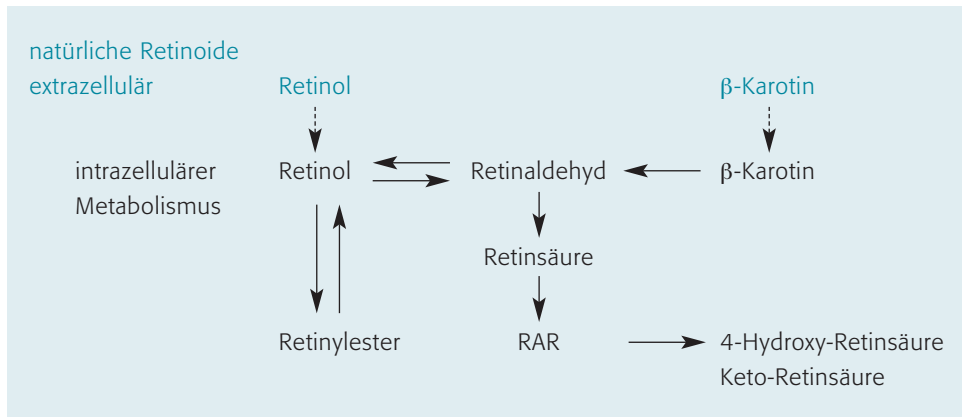 natürliche Retinoide
extrazellulär Retinol β-Karotin
intrazellulärer Retinol Retinaldehyd β-Karotin
Metabolismus
Retinsäure
Retinylester RAR 4-Hydroxy-Retinsäure
Keto-Retinsäure